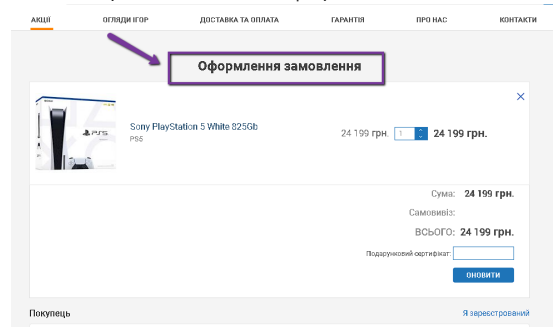 АКЦІЇ ОГЛЯДИ ІГОР ДОСТАВКА ТА ОПЛАТА ГАРАНТІЯ ПРО НАС КОНТАКТИ
Оформлення замовлення
Sony PlayStation 5 White 825Gb
PS5
24 199 грн. 1 24 199 грн.
Сума: 24 199 грн.
Самовивіз:
ВСЬОГО: 24 199 грн.
Подарунковий сертифікат:
ОНОВИТИ
Покупець Я зареєстрований